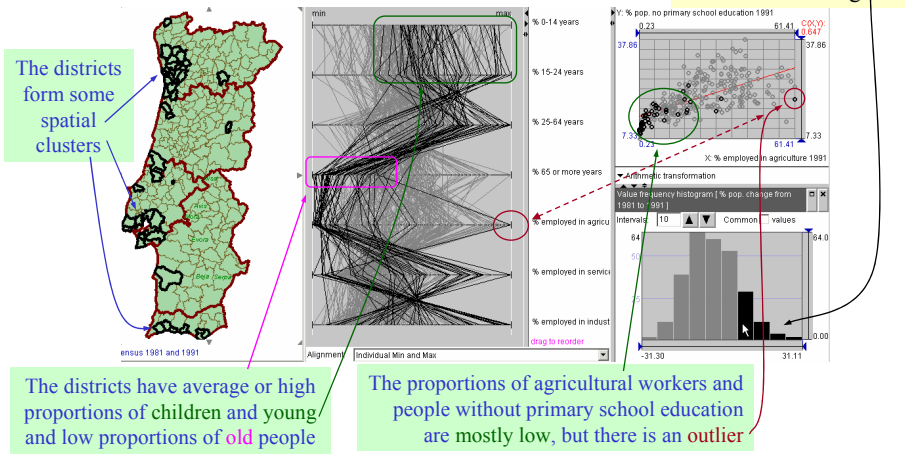 The districts
form some
spatial
clusters
Evora
Beja
ensus 1981 and 1991
min
max
% 0-14 years
% 15-24 years
% 25-64 years
% 65 or more years
% employed in agricu
% employed in service
% employed in indust
drag to reorder
Alignment: Individual Min and Max
Y: % pop. no primary school education 1991
0.23 61.41
C(X,Y):
0.647
37.86 37.86
7.33 7.33
0.23 61.41
X: % employed in agriculture 1991
Arithmetic transformation
Value frequency histogram [ % pop. change from
1981 to 1991 ]
Intervals: 10 Common values
64 64.0
50
25
0.00
-31.30 31.11
The districts have average or high
proportions of children and young
and low proportions of old people
The proportions of agricultural workers and
people without primary school education
are mostly low, but there is an outlier